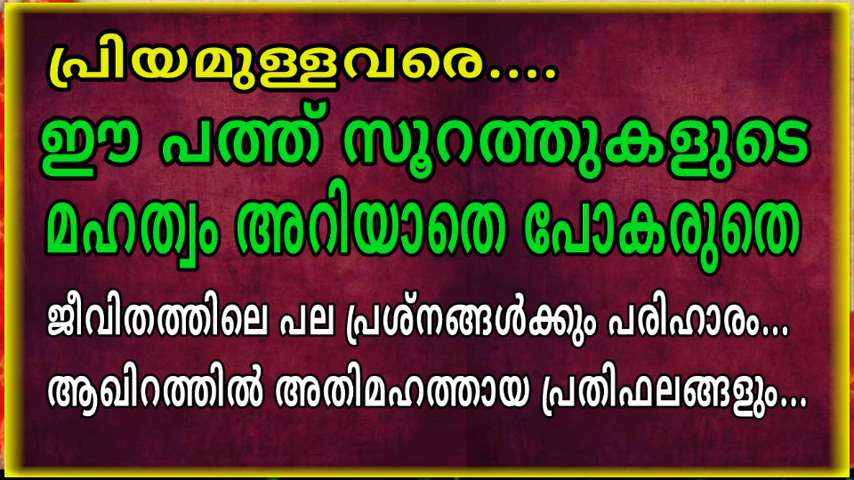 പ്രിയമുള്ളവരെ....
ഈ പത്ത് സൂറത്തുകളുടെ
മഹത്വം അറിയാതെ പോകരുതെ
ജീവിതത്തിലെ പല പ്രശ്നങ്ങൾക്കും പരിഹാരം...
ആഖിറത്തിൽ അതിമഹത്തായ പ്രതിഫലങ്ങളും...